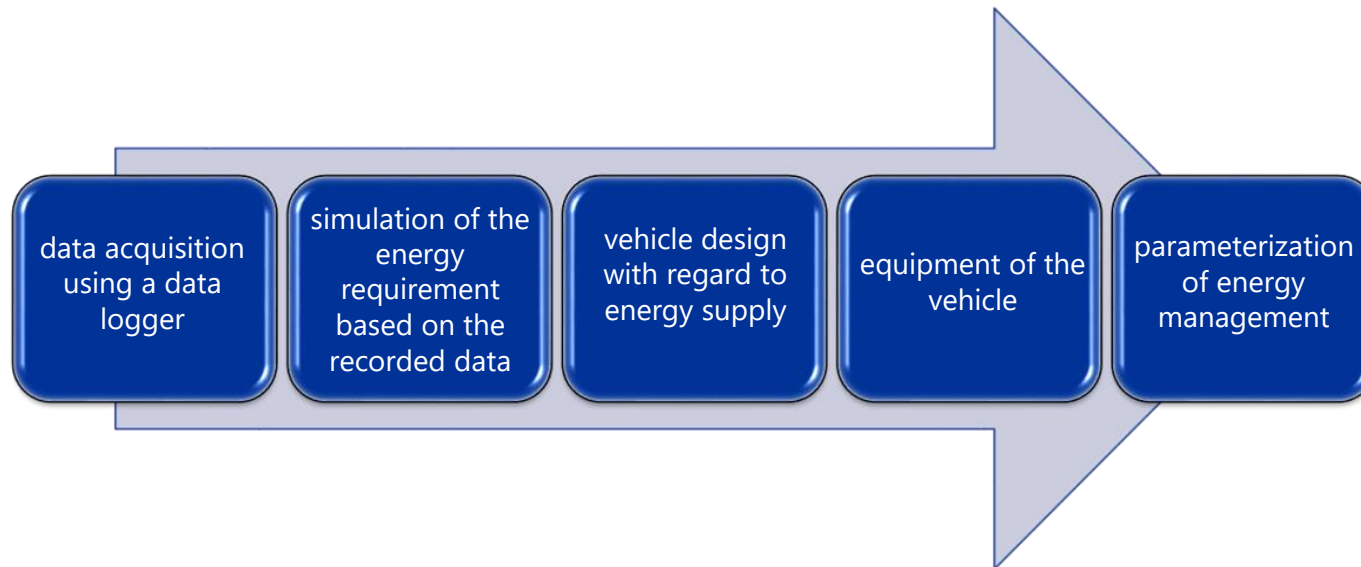 data acquisition
using a data
logger
simulation of the
energy
requirement
based on the
recorded data
vehicle design
with regard to
energy supply
equipment of the
vehicle
parameterization
of energy
management